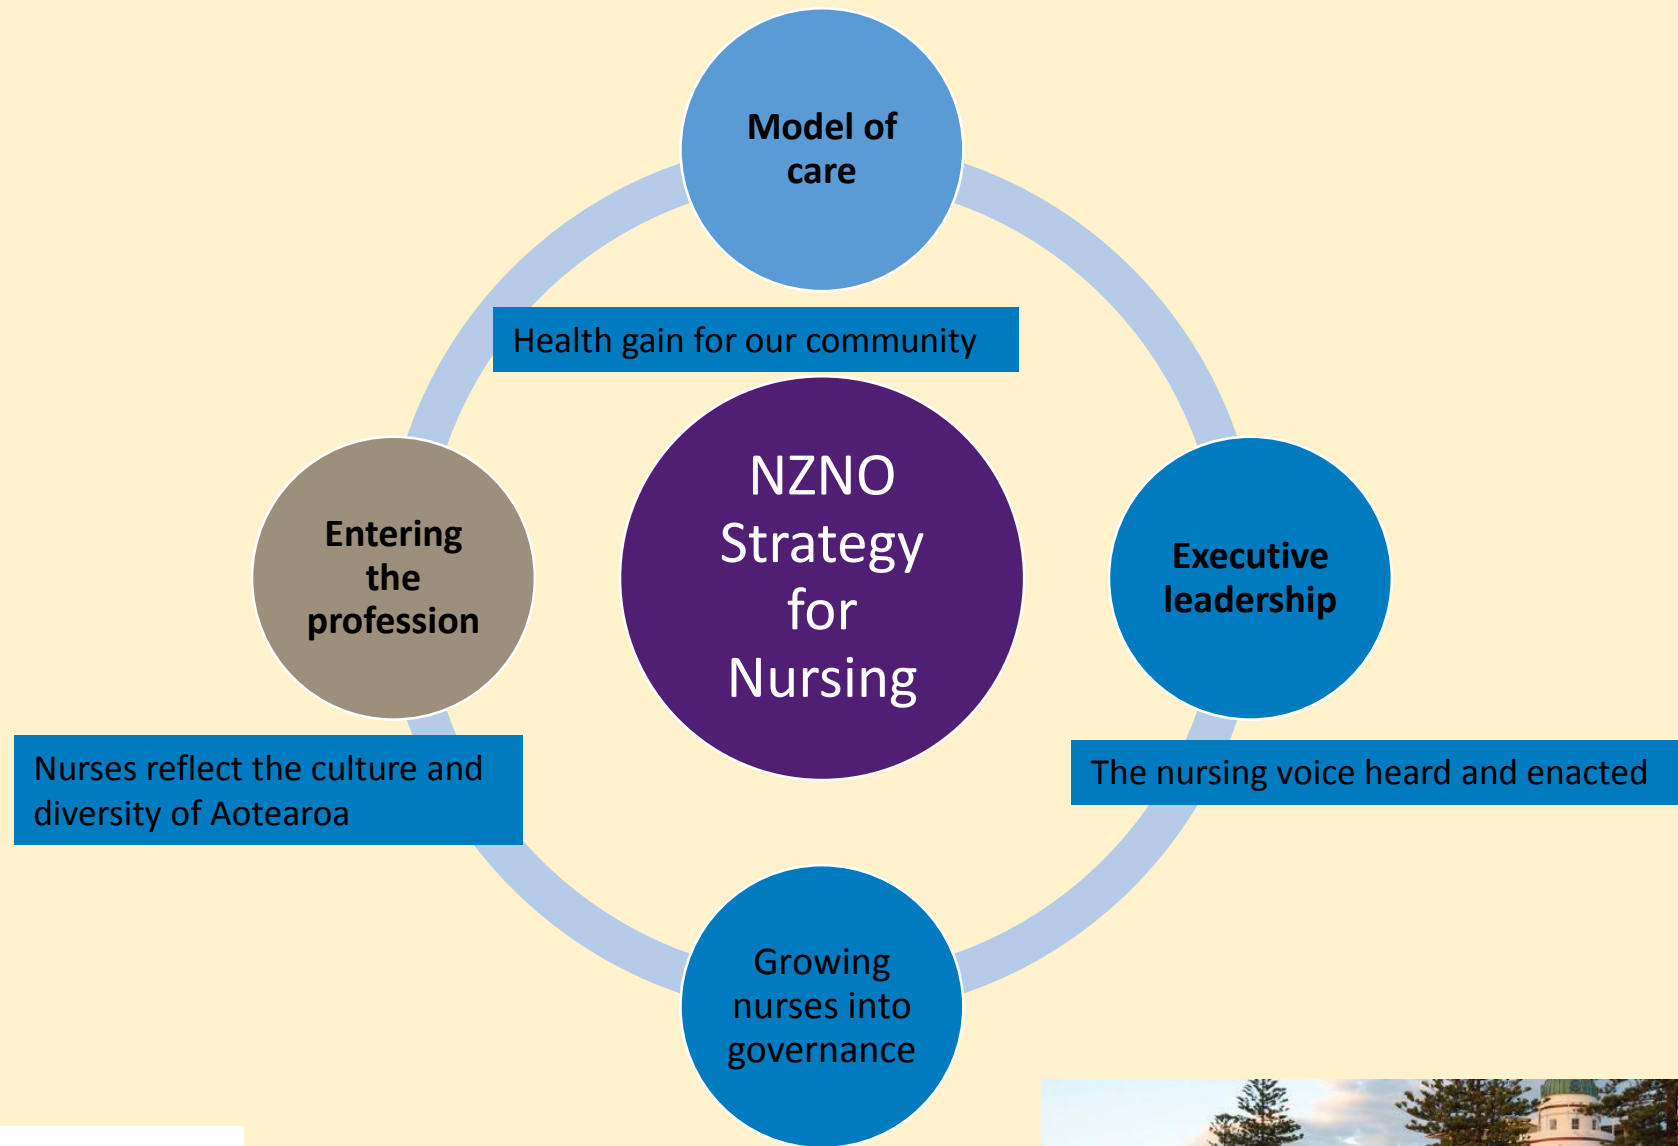 Model of
care
Health gain for our community
NZNO
Strategy
for
Nursing
Entering
the
profession
Executive
leadership
Nurses reflect the culture and
diversity of Aotearoa
The nursing voice heard and enacted
Growing
nurses into
governance